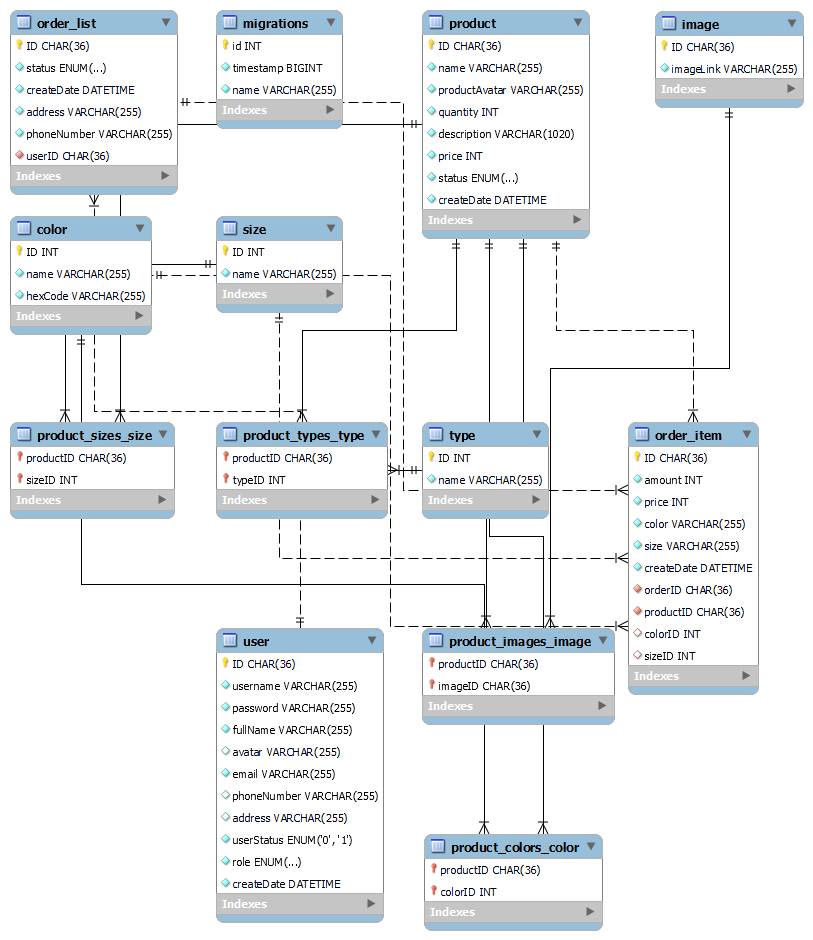 order_list
ID CHAR(36)
status ENUM(...)
createDate DATETIME
address VARCHAR(255)
phoneNumber VARCHAR(255)
userID CHAR(36)
Indexes
migrations
id INT
timestamp BIGINT
name VARCHAR(255)
Indexes
product
ID CHAR(36)
name VARCHAR(255)
productAvatar VARCHAR(255)
quantity INT
description VARCHAR(1020)
price INT
status ENUM(...)
createDate DATETIME
Indexes
image
ID CHAR(36)
imageLink VARCHAR(255)
Indexes
color
ID INT
name VARCHAR(255)
hexCode VARCHAR(255)
Indexes
size
ID INT
name VARCHAR(255)
Indexes
product_sizes_size
productID CHAR(36)
sizeID INT
Indexes
product_types_type
productID CHAR(36)
typeID INT
Indexes
type
ID INT
name VARCHAR(255)
Indexes
order_item
ID CHAR(36)
amount INT
price INT
color VARCHAR(255)
size VARCHAR(255)
createDate DATETIME
orderID CHAR(36)
productID CHAR(36)
colorID INT
sizeID INT
Indexes
user
ID CHAR(36)
username VARCHAR(255)
password VARCHAR(255)
fullName VARCHAR(255)
avatar VARCHAR(255)
email VARCHAR(255)
phoneNumber VARCHAR(255)
address VARCHAR(255)
userStatus ENUM('0', '1')
role ENUM(...)
createDate DATETIME
Indexes
product_images_image
productID CHAR(36)
imageID CHAR(36)
Indexes
product_colors_color
productID CHAR(36)
colorID INT
Indexes